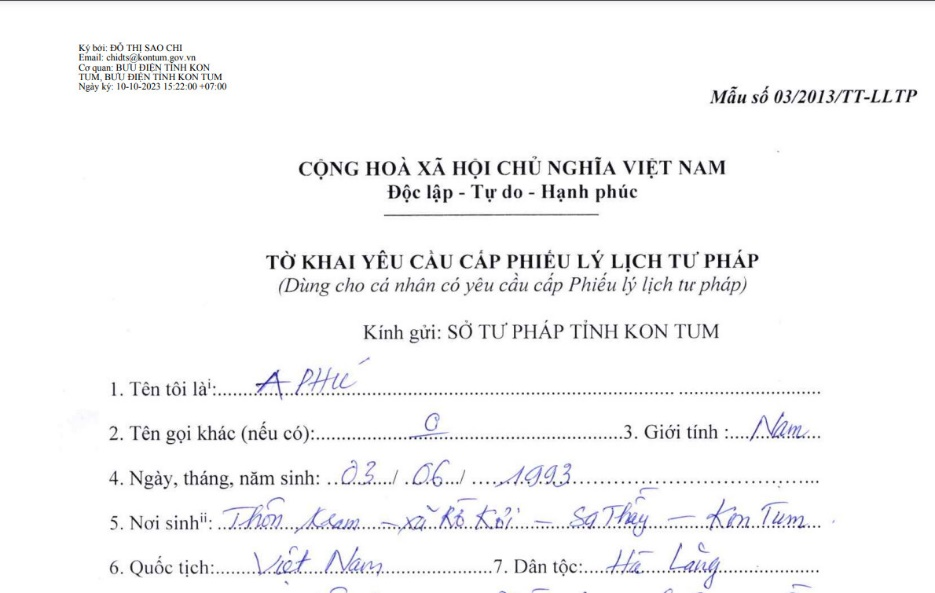 Ký bởi: ĐỖ THỊ SAO CHI
Email: chidts@kontum.gov.vn
Cơ quan: BƯU ĐIỆN TỈNH KON
TUM, BƯU ĐIỆN TỈNH KON TUM
Ngày ký: 10-10-2023 15:22:00 +07:00
Mẫu số 03/2013/TT-LLTP
CỘNG HOÀ XÃ HỘI CHỦ NGHĨA VIỆT NAM
Độc lập - Tự do - Hạnh phúc
TỜ KHAI YÊU CẦU CẤP PHIẾU LÝ LỊCH TƯ PHÁP
(Dùng cho cá nhân có yêu cầu cấp Phiếu lý lịch tư pháp)
Kính gửi: SỞ TƯ PHÁP TỈNH KON TUM
1. Tên tôi làⁱ: A PHÚ
2. Tên gọi khác (nếu có): 0 3. Giới tính : Nam
4. Ngày, tháng, năm sinh: 03 / 06 / 1993
5. Nơi sinhⁱⁱ: Thôn Kram - xã Rờ Kơi - Sa Thầy - Kon Tum
6. Quốc tịch: Việt Nam 7. Dân tộc: Hà Lăng